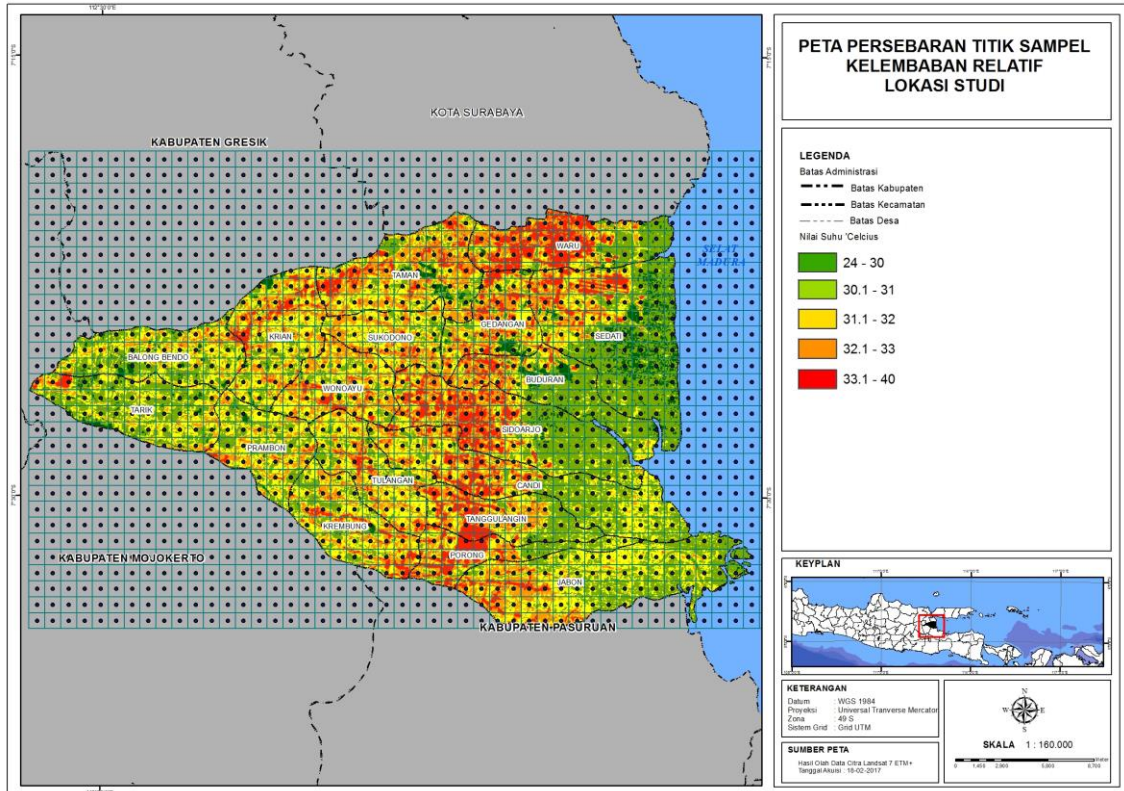 PETA PERSEBARAN TITIK SAMPEL
KELEMBABAN RELATIF
LOKASI STUDI
KOTA SURABAYA
KABUPATEN GRESIK
SELAT
MADURA
WARU
TAMAN
GEDANGAN
SEDATI
KRIAN
SUKODONO
BALONG BENDO
BUDURAN
WONOAYU
TARIK
SIDOARJO
PRAMBON
TULANGAN
CANDI
TANGGULANGIN
KREMBUNG
PORONG
KABUPATEN MOJOKERTO
JABON
KABUPATEN PASURUAN
LEGENDA
Batas Administrasi
Batas Kabupaten
Batas Kecamatan
Batas Desa
Nilai Suhu 'Celcius
24 - 30
30.1 - 31
31.1 - 32
32.1 - 33
33.1 - 40
KEYPLAN
KETERANGAN
Datum : WGS 1984
Proyeksi : Universal Tranverse Mercator
Zona : 49 S
Sistem Grid : Grid UTM
SUMBER PETA
Hasil Olah Data Citra Landsat 7 ETM+
Tanggal Akuisi : 18-02-2017
N
W E
S
SKALA 1 : 160.000